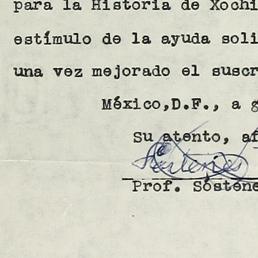 para la Historia de Xochi
estímulo de la ayuda soli
una vez mejorado el suscr
México,D.F., a g
Su atento, af
Prof. Sóstene